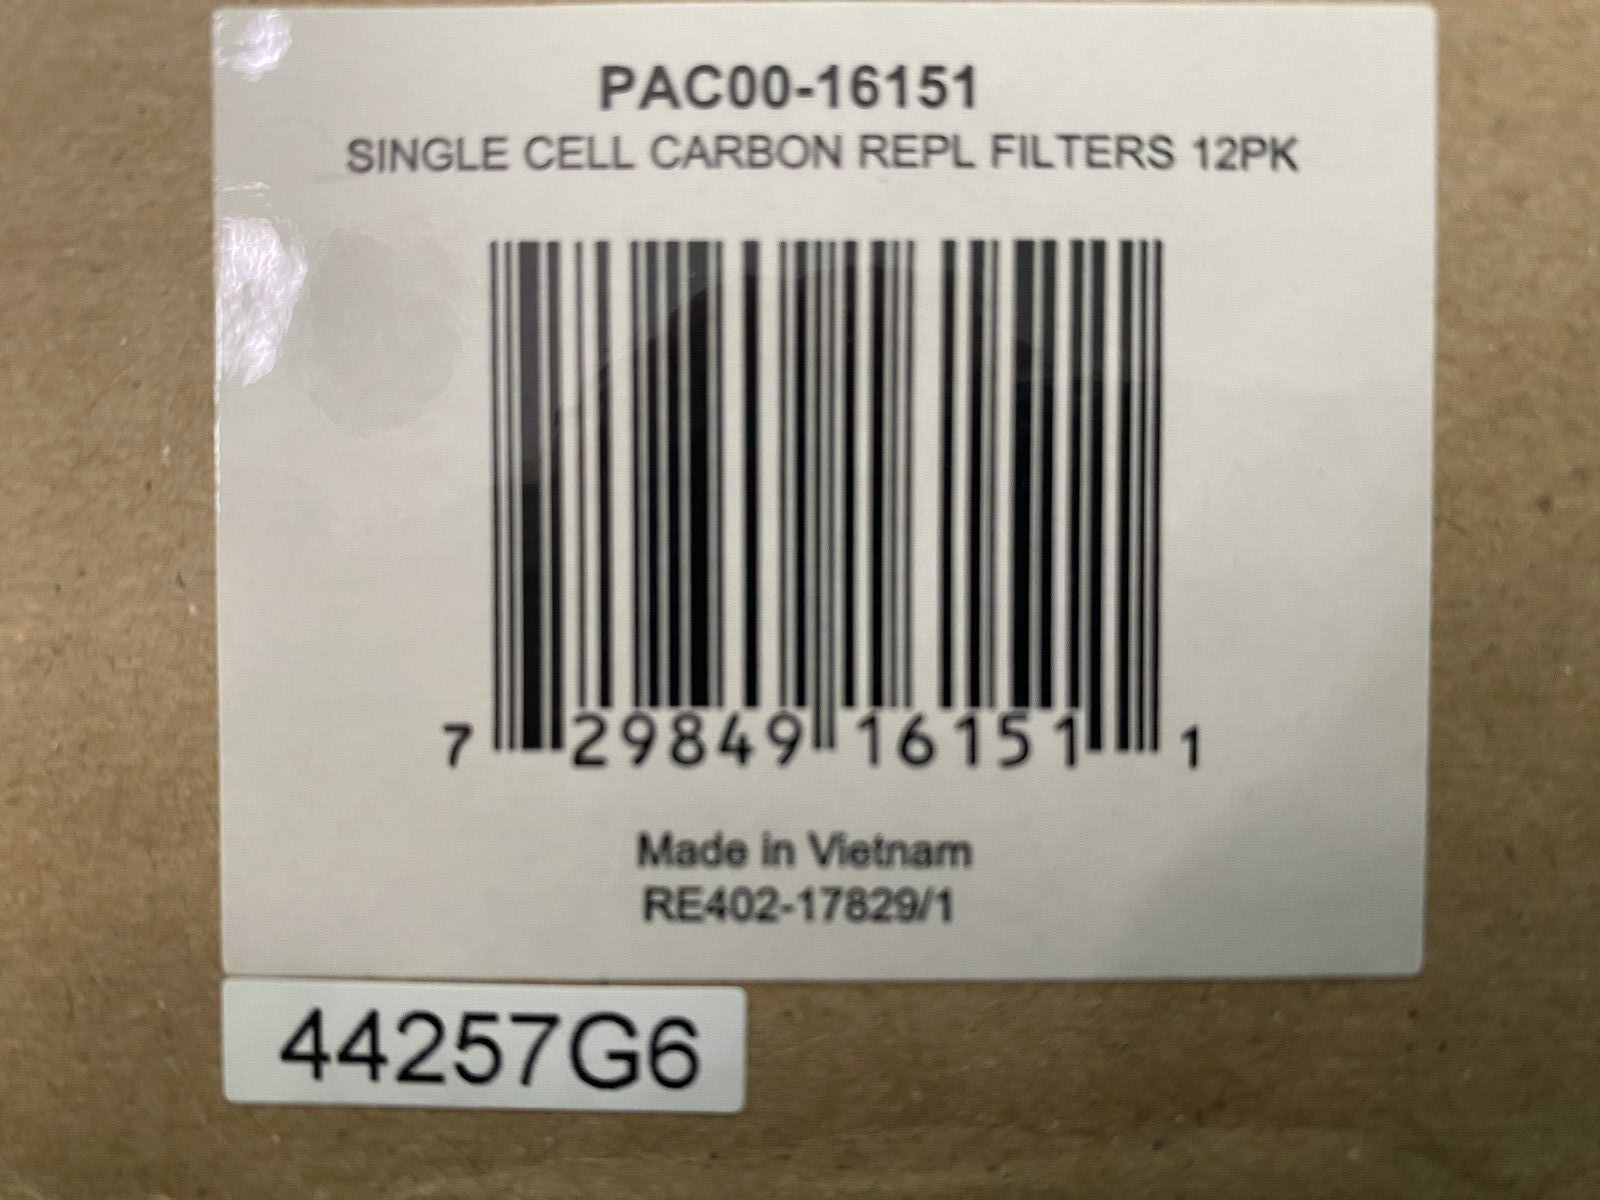 PAC00-16151
SINGLE CELL CARBON REPL FILTERS 12PK
7 29849 16151 1
Made in Vietnam
RE402-17829/1
44257G6